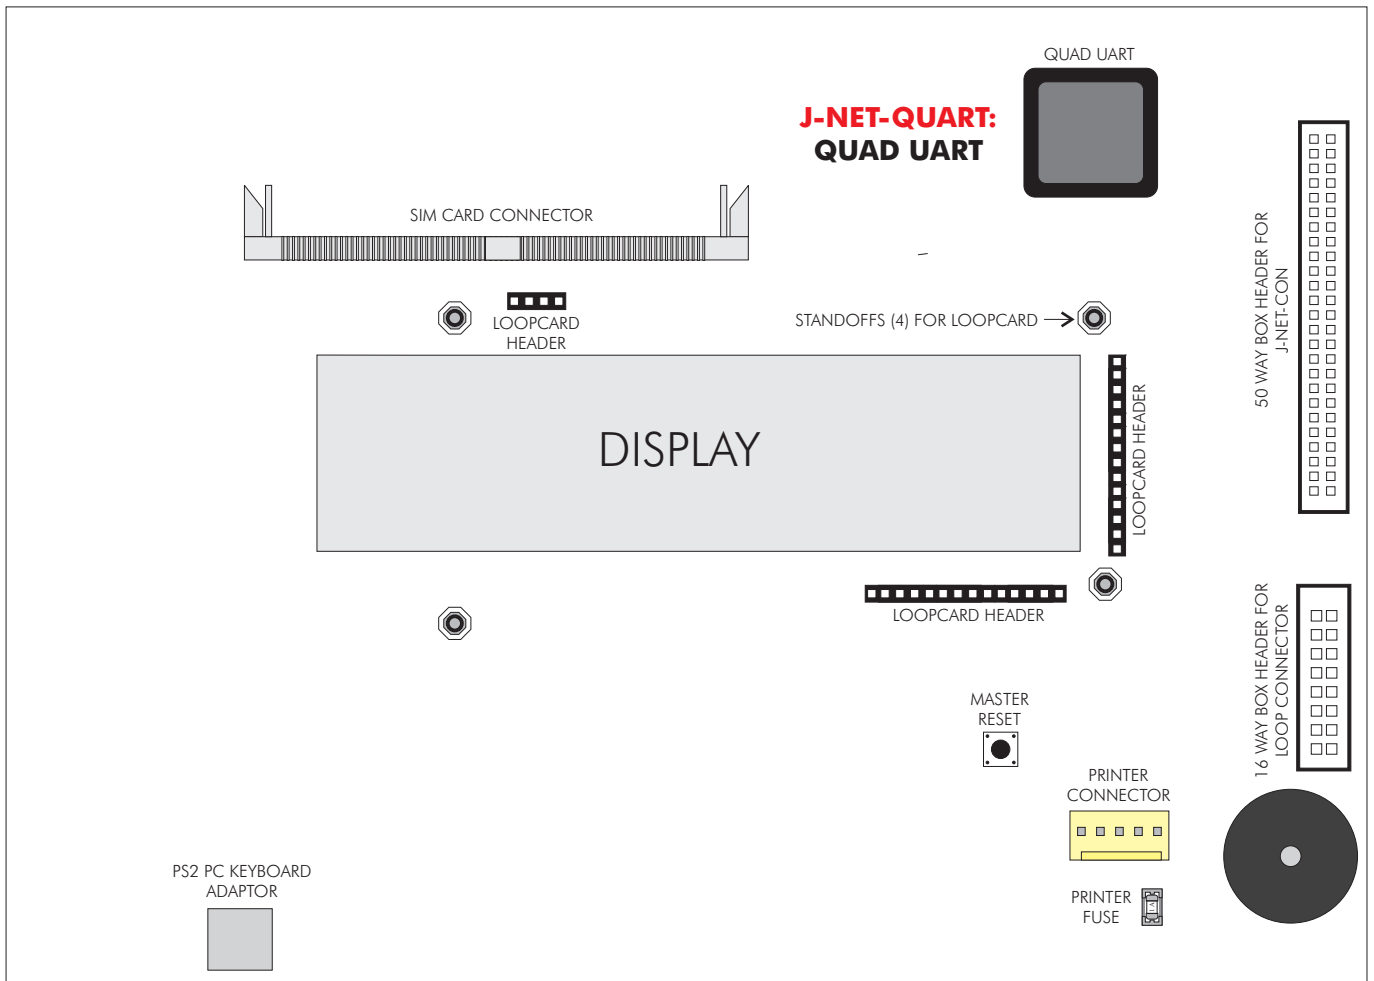 QUAD UART
J-NET-QUART:
QUAD UART
SIM CARD CONNECTOR
LOOPCARD
HEADER
STANDOFFS (4) FOR LOOPCARD
50 WAY BOX HEADER FOR
J-NET-CON
DISPLAY
LOOPCARD HEADER
LOOPCARD HEADER
16 WAY BOX HEADER FOR
LOOP CONNECTOR
MASTER
RESET
PRINTER
CONNECTOR
PS2 PC KEYBOARD
ADAPTOR
PRINTER
FUSE
1A